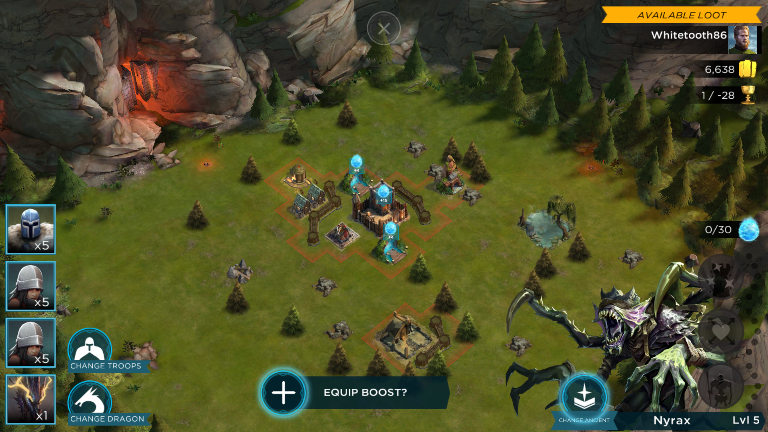 AVAILABLE LOOT
Whitetooth86
6,638
1 / -28
0/30
x5
x5
x5
x1
CHANGE TROOPS
CHANGE DRAGON
EQUIP BOOST?
CHANGE ANCIENT
Nyrax
Lvl 5